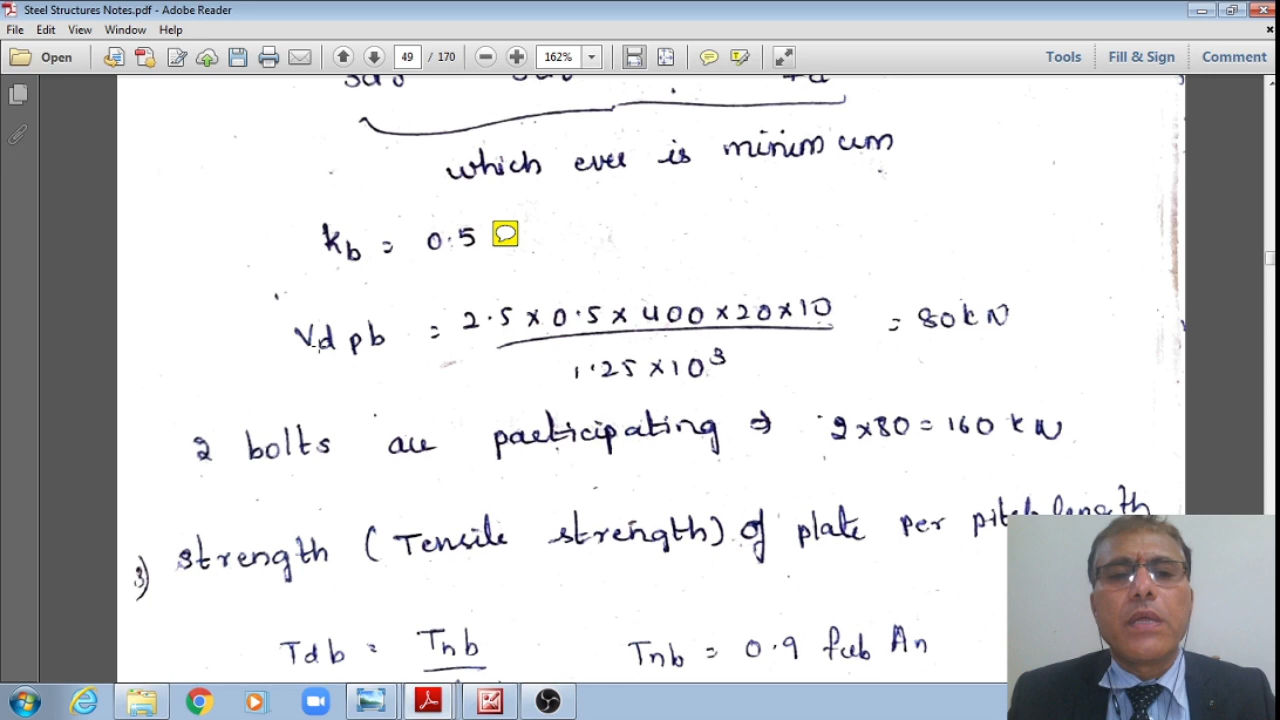 Steel Structures Notes.pdf - Adobe Reader
File Edit View Window Help
Open 49 / 170 162% Tools Fill & Sign Comment
which ever is minimum
kb = 0.5
Vdpb = 2.5 × 0.5 × 400 × 20 × 10 = 80 kN
1.25 × 10³
2 bolts are participating ⇒ 2×80 = 160 kN
3) strength (Tensile strength) of plate per pitch length
Tdb = Tnb Tnb = 0.9 fub An